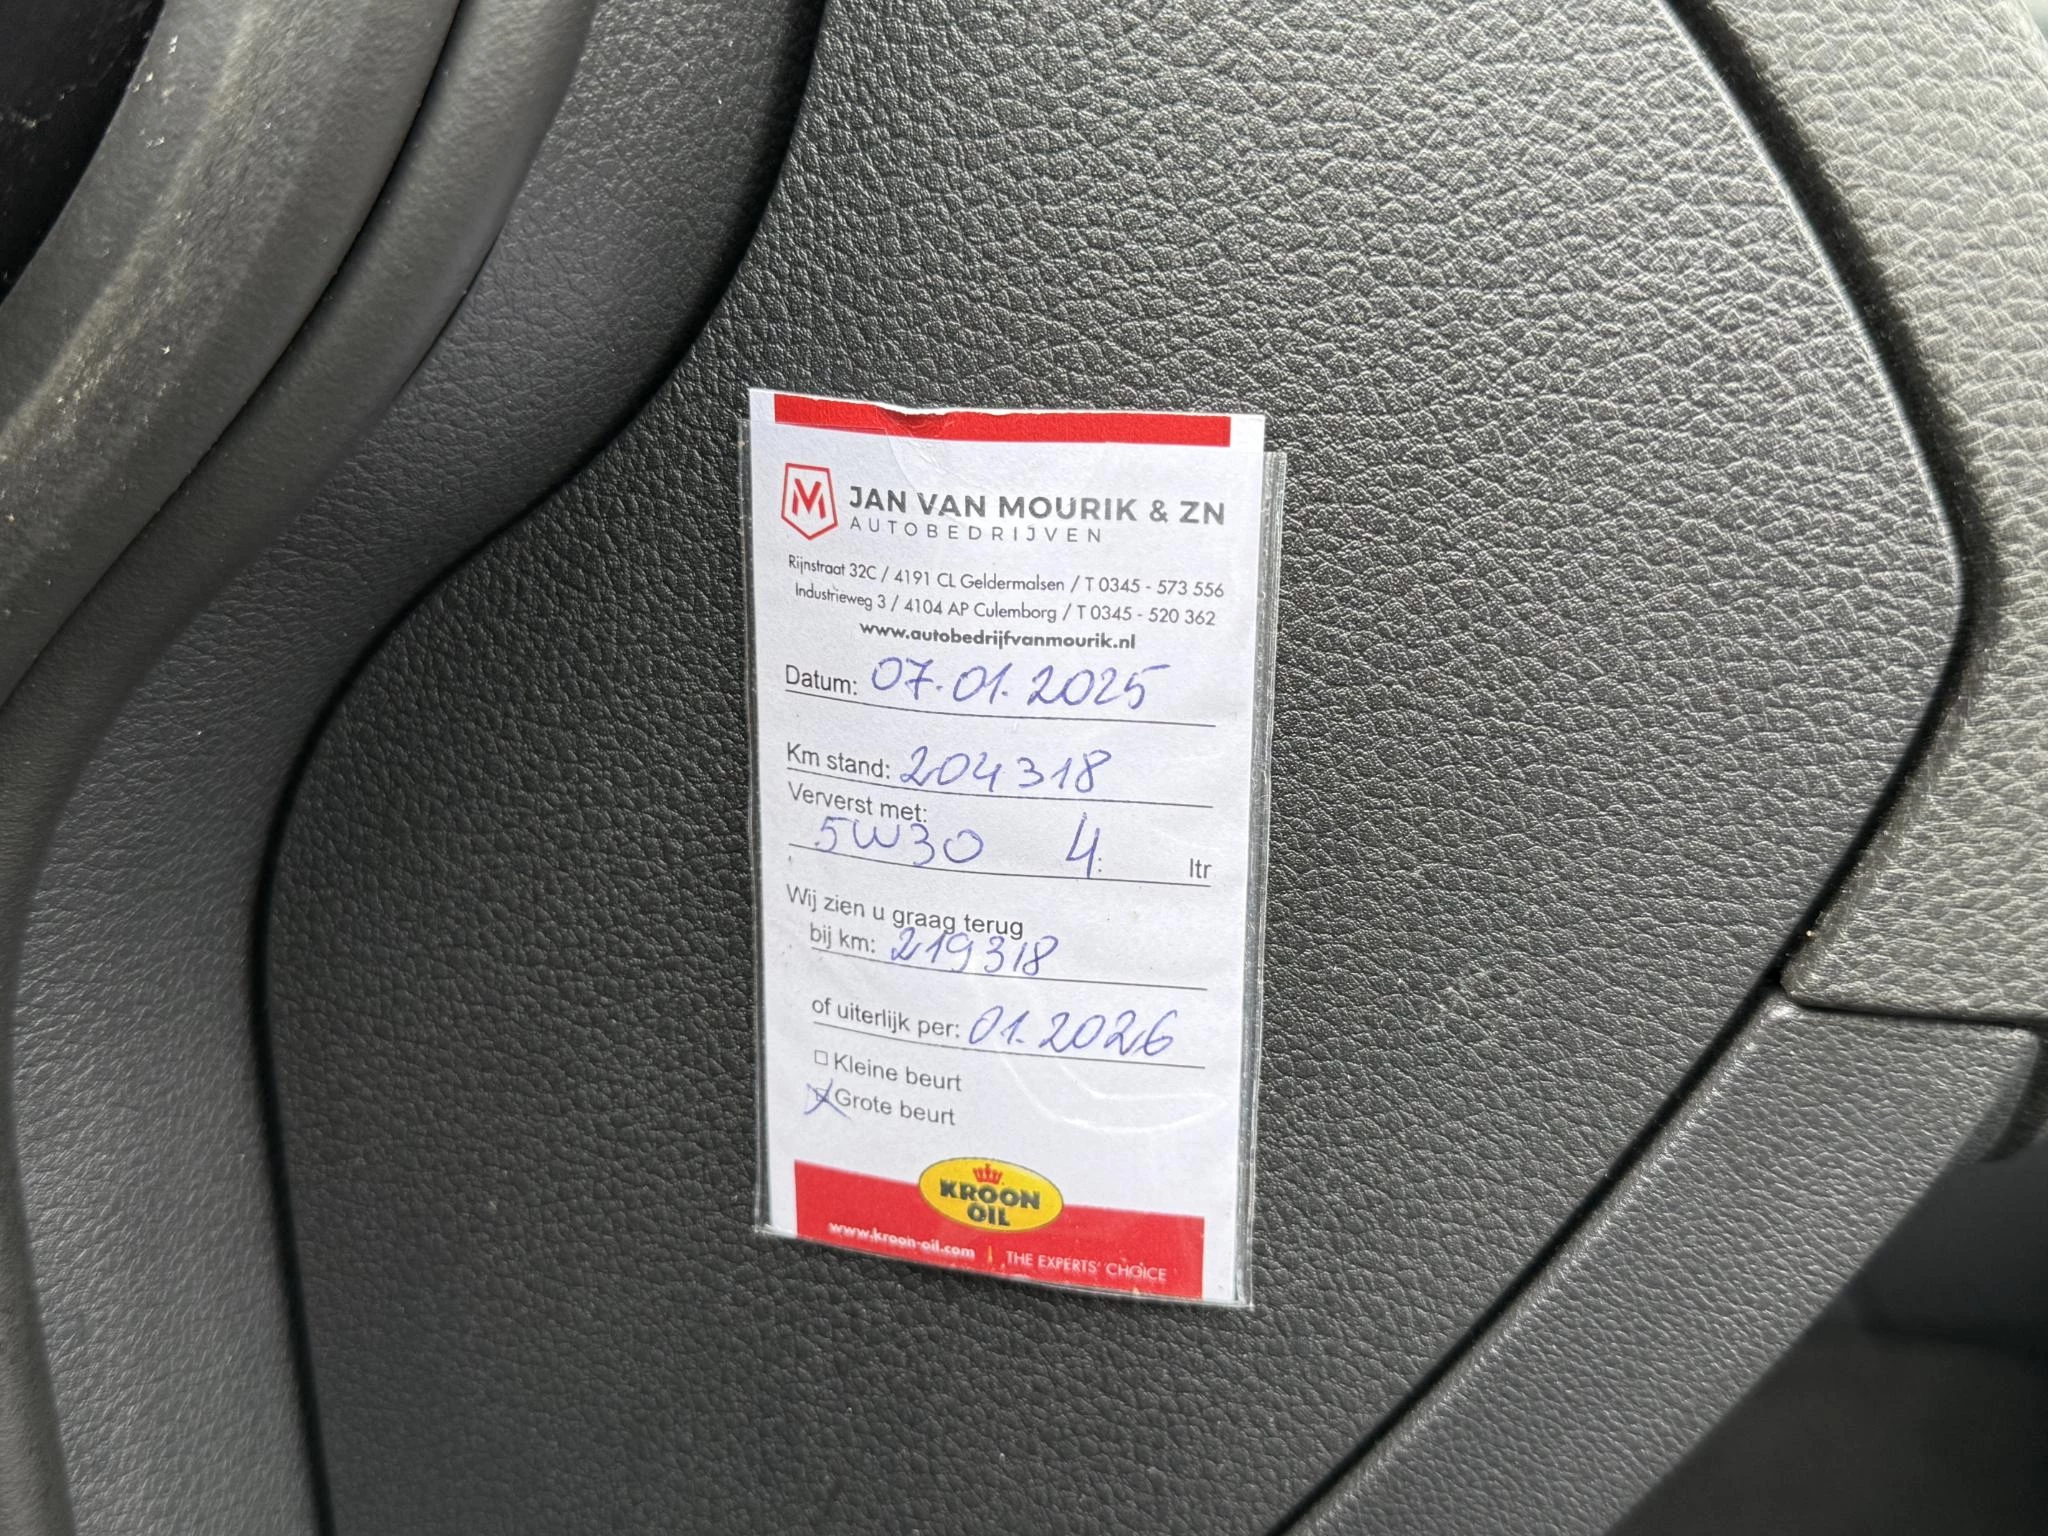 JAN VAN MOURIK & ZN
AUTOBEDRIJVEN
Rijnstraat 32C / 4191 CL Geldermalsen / T 0345 - 573 556
Industrieweg 3 / 4104 AP Culemborg / T 0345 - 520 362
www.autobedrijfvanmourik.nl
Datum: 07.01.2025
Km stand: 204318
Ververst met:
5W30 4 ltr
Wij zien u graag terug
bij km: 219318
of uiterlijk per: 01.2026
Kleine beurt
Grote beurt
KROON
OIL
www.kroon-oil.com | THE EXPERTS' CHOICE